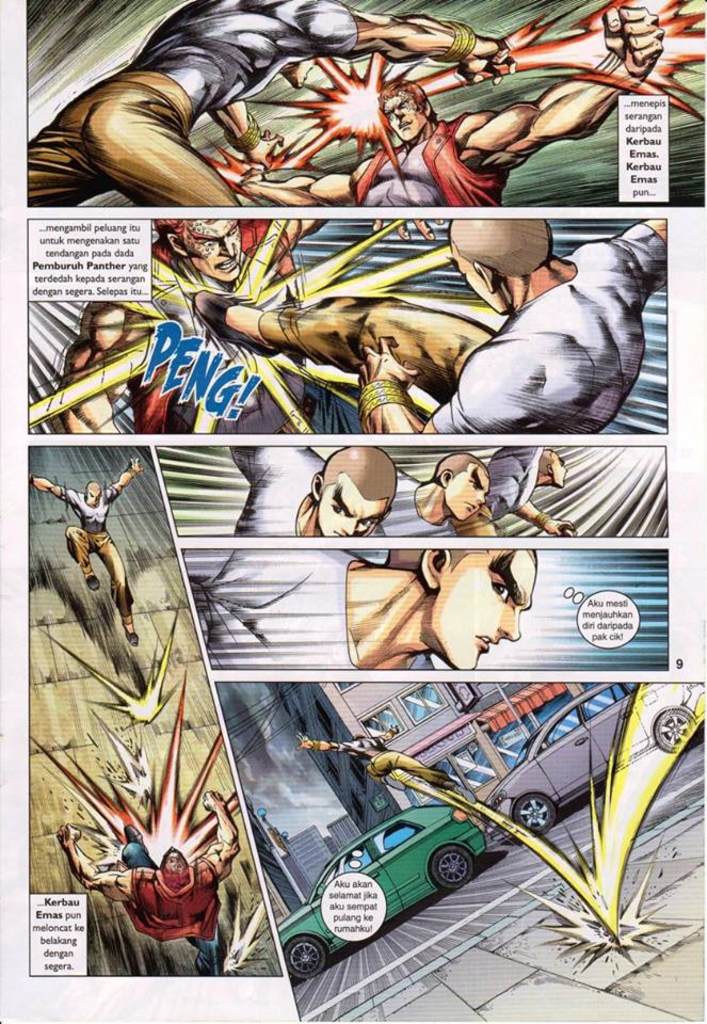 ...menepis
serangan
daripada
Kerbau
Emas.
Kerbau
Emas
pun...
...mengambil peluang itu
untuk mengenakan satu
tendangan pada dada
Pemburuh Panther yang
terdedah kepada serangan
dengan segera. Selepas itu...
PENG!
Aku mesti
menjauhkan
diri daripada
pak cik!
9
...Kerbau
Emas pun
meloncat ke
belakang
dengan
segera.
Aku akan
selamat jika
aku sempat
pulang ke
rumahku!